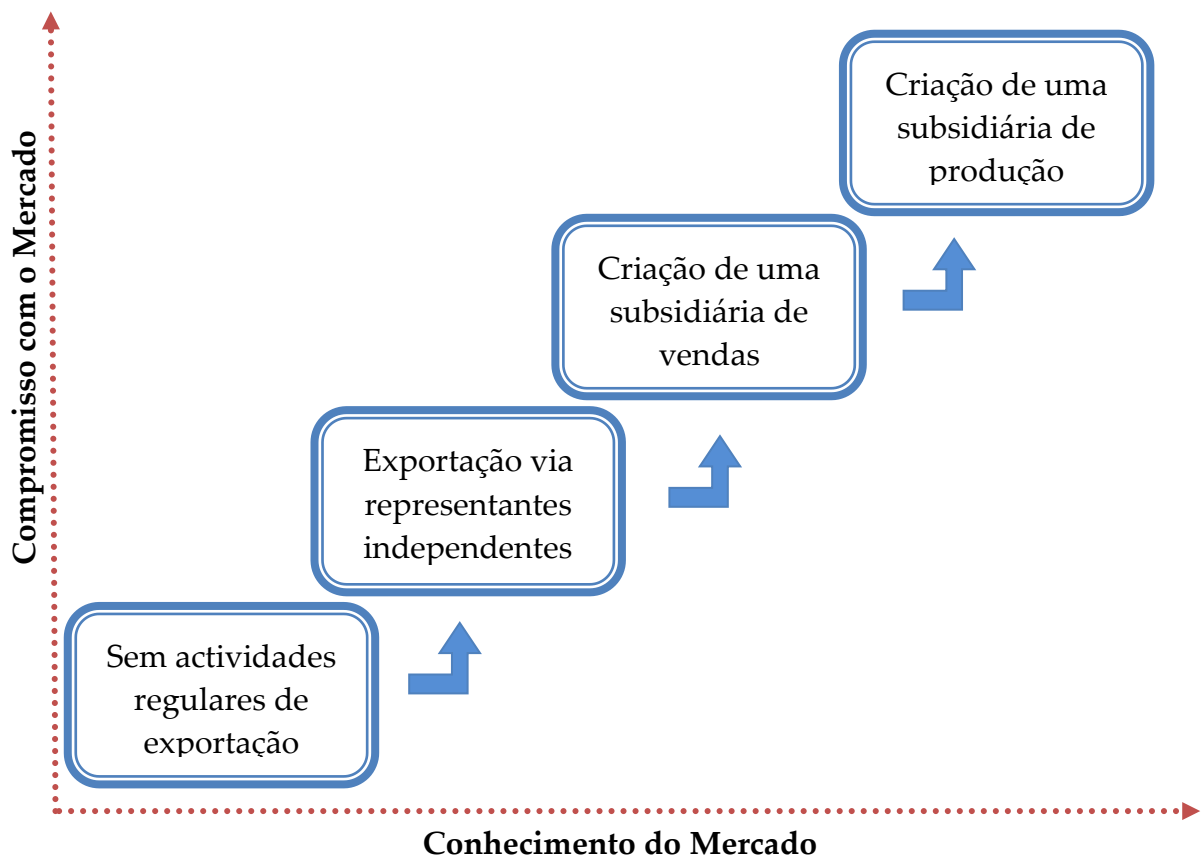 Compromisso com o Mercado
Criação de uma
subsidiária de
produção
Criação de uma
subsidiária de
vendas
Exportação via
representantes
independentes
Sem actividades
regulares de
exportação
Conhecimento do Mercado